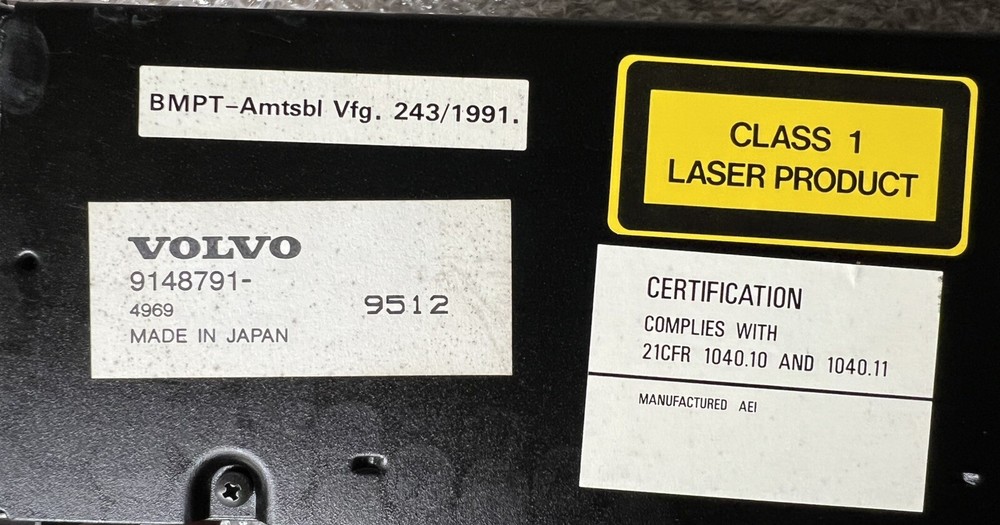 BMPT-Amtsbl Vfg. 243/1991.
CLASS 1
LASER PRODUCT
VOLVO
9148791-
4969
9512
MADE IN JAPAN
CERTIFICATION
COMPLIES WITH
21CFR 1040.10 AND 1040.11
MANUFACTURED AEI